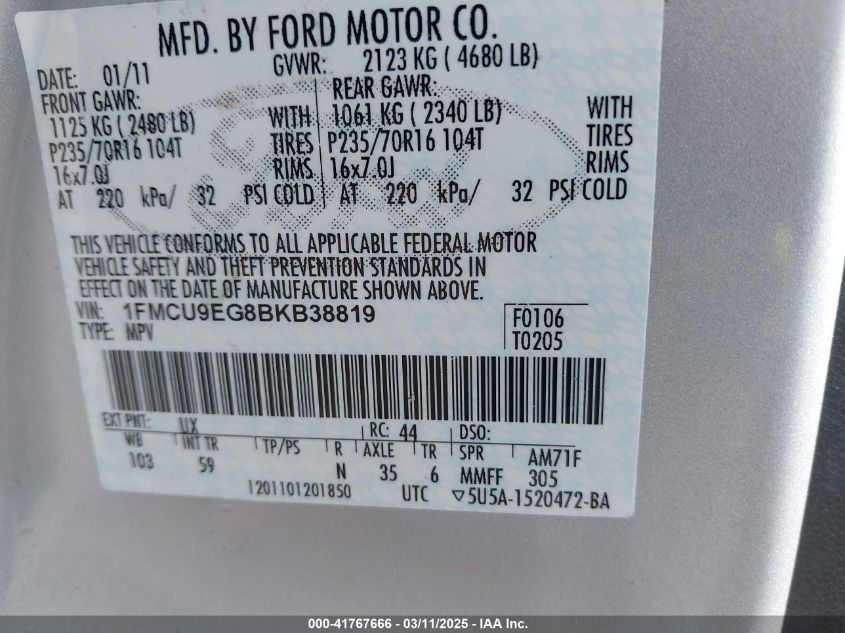 MFD. BY FORD MOTOR CO.
DATE: 01/11 GVWR: 2123 KG ( 4680 LB)
FRONT GAWR: REAR GAWR:
1125 KG ( 2480 LB) WITH 1061 KG ( 2340 LB) WITH
P235/70R16 104T TIRES P235/70R16 104T TIRES
16x7.0J RIMS 16x7.0J RIMS
AT 220 kPa/ 32 PSI COLD AT 220 kPa/ 32 PSI COLD
THIS VEHICLE CONFORMS TO ALL APPLICABLE FEDERAL MOTOR
VEHICLE SAFETY AND THEFT PREVENTION STANDARDS IN
EFFECT ON THE DATE OF MANUFACTURE SHOWN ABOVE.
VIN: 1FMCU9EG8BKB38819 F0106
TYPE: MPV T0205
EXT PNT: UX RC: 44 DSO:
WB INT TR TP/PS R AXLE TR SPR AM71F
103 59 N 35 6 MMFF 305
1201101201850 UTC ▽5U5A-1520472-BA
Ford
000-41767666 - 03/11/2025 - IAA Inc.